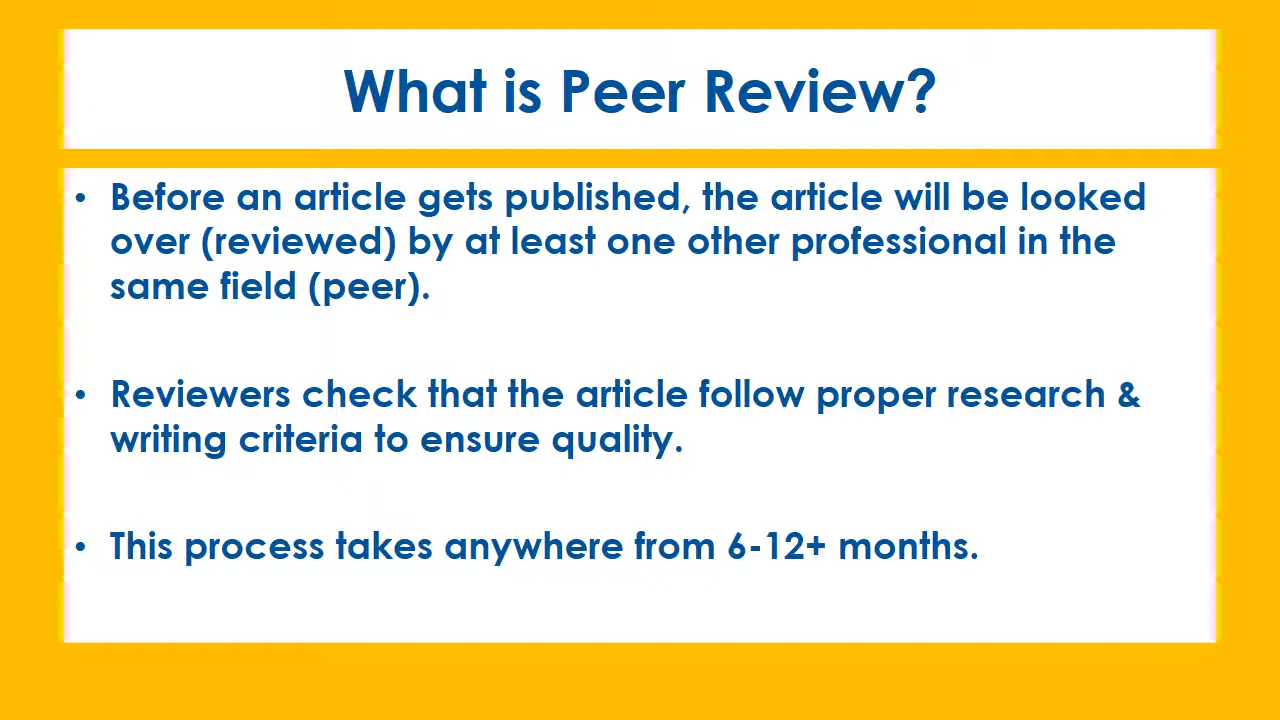 What is Peer Review?
• Before an article gets published, the article will be looked
over (reviewed) by at least one other professional in the
same field (peer).
• Reviewers check that the article follow proper research &
writing criteria to ensure quality.
• This process takes anywhere from 6-12+ months.